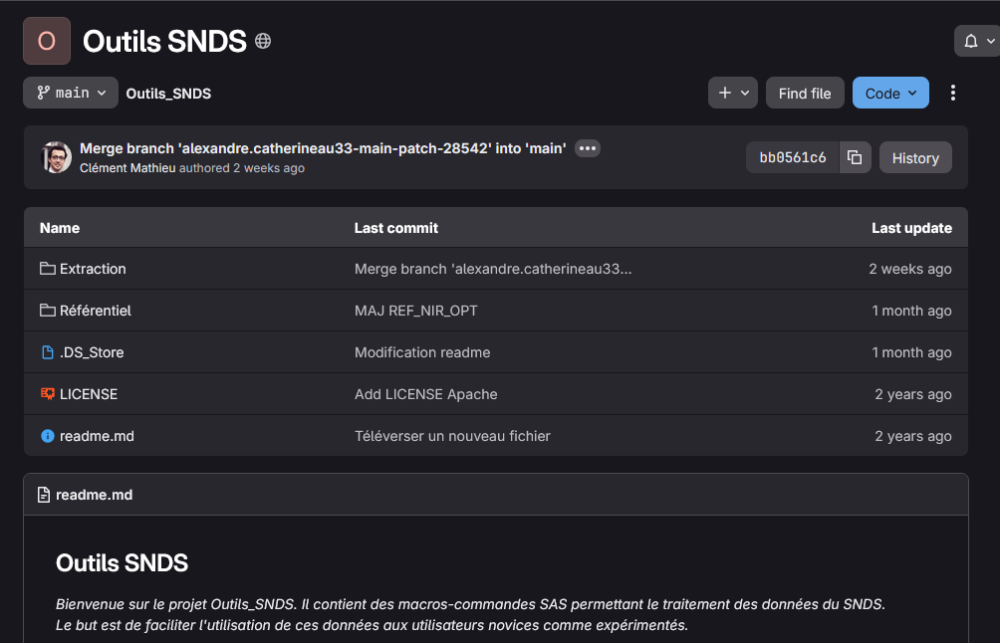 O
Outils SNDS
main
Outils_SNDS
Find file
Code
Merge branch 'alexandre.catherineau33-main-patch-28542' into 'main'
Clément Mathieu authored 2 weeks ago
bb0561c6
History
Name Last commit Last update
Extraction Merge branch 'alexandre.catherineau33... 2 weeks ago
Référentiel MAJ REF_NIR_OPT 1 month ago
.DS_Store Modification readme 1 month ago
LICENSE Add LICENSE Apache 2 years ago
readme.md Téléverser un nouveau fichier 2 years ago
readme.md
Outils SNDS
Bienvenue sur le projet Outils_SNDS. Il contient des macros-commandes SAS permettant le traitement des données du SNDS.
Le but est de faciliter l'utilisation de ces données aux utilisateurs novices comme expérimentés.